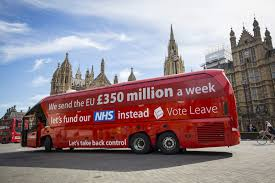 We send the EU £350 million a week
let's fund our NHS instead Vote Leave
Let's take back control